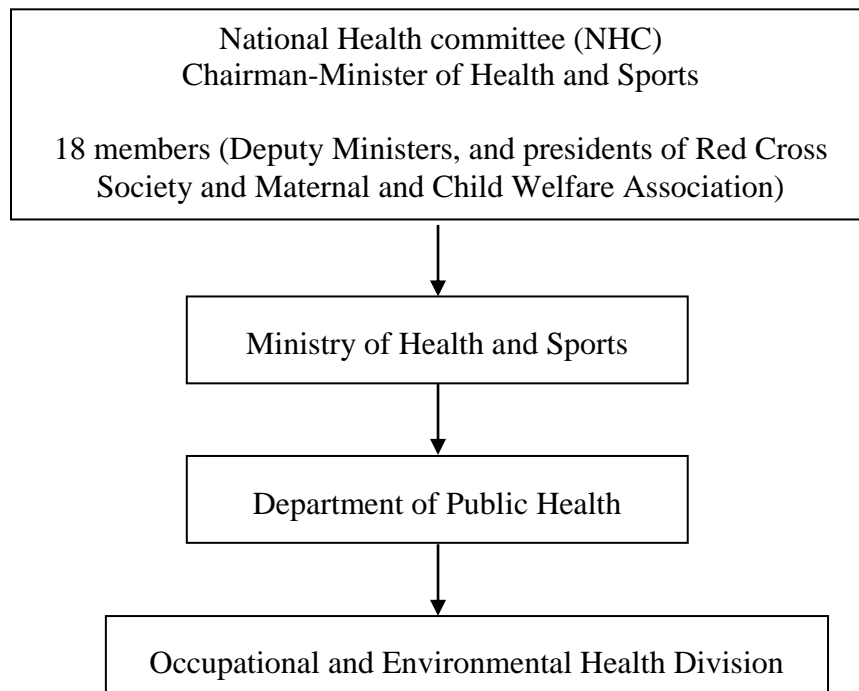 National Health committee (NHC)
Chairman-Minister of Health and Sports
18 members (Deputy Ministers, and presidents of Red Cross
Society and Maternal and Child Welfare Association)
Ministry of Health and Sports
Department of Public Health
Occupational and Environmental Health Division